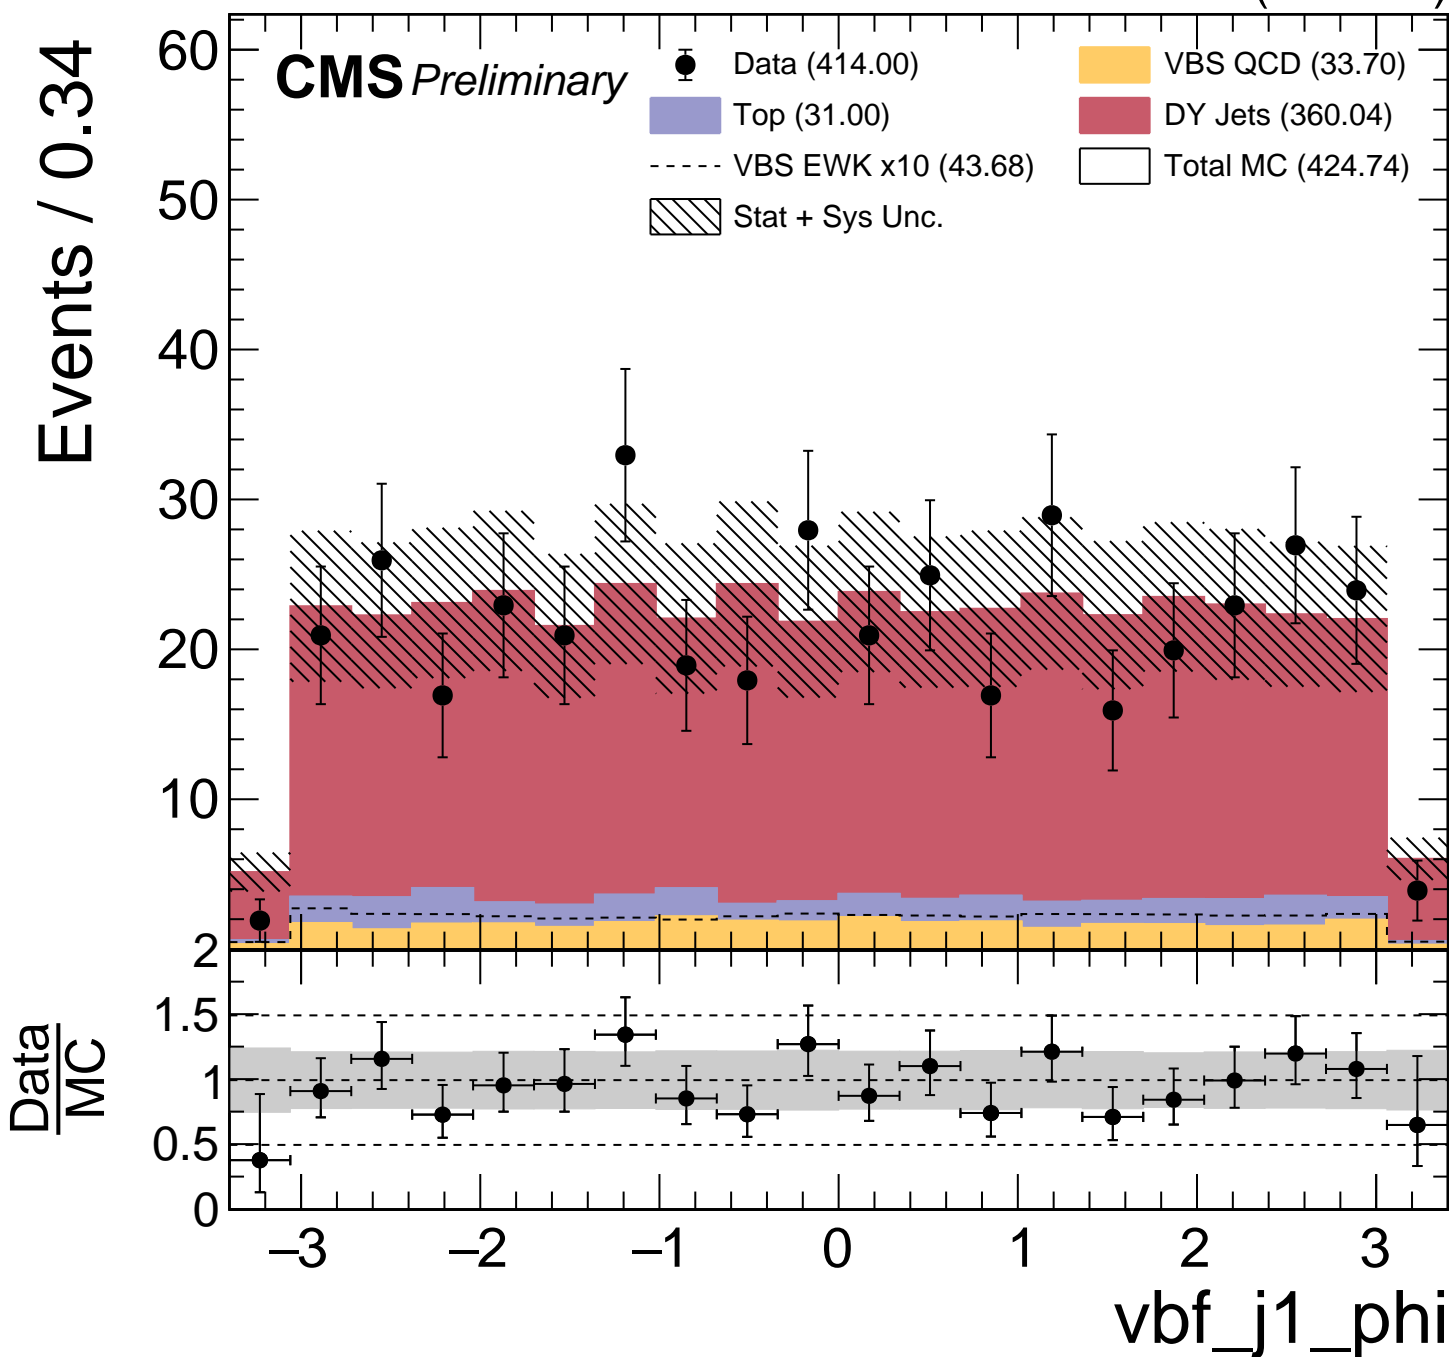 CMS Preliminary
Data (414.00)
VBS QCD (33.70)
Top (31.00)
DY Jets (360.04)
VBS EWK x10 (43.68)
Total MC (424.74)
Stat + Sys Unc.
Events / 0.34
60
50
40
30
20
10
2
1.5
1
0.5
0
Data
MC
–3 –2 –1 0 1 2 3
vbf_j1_phi